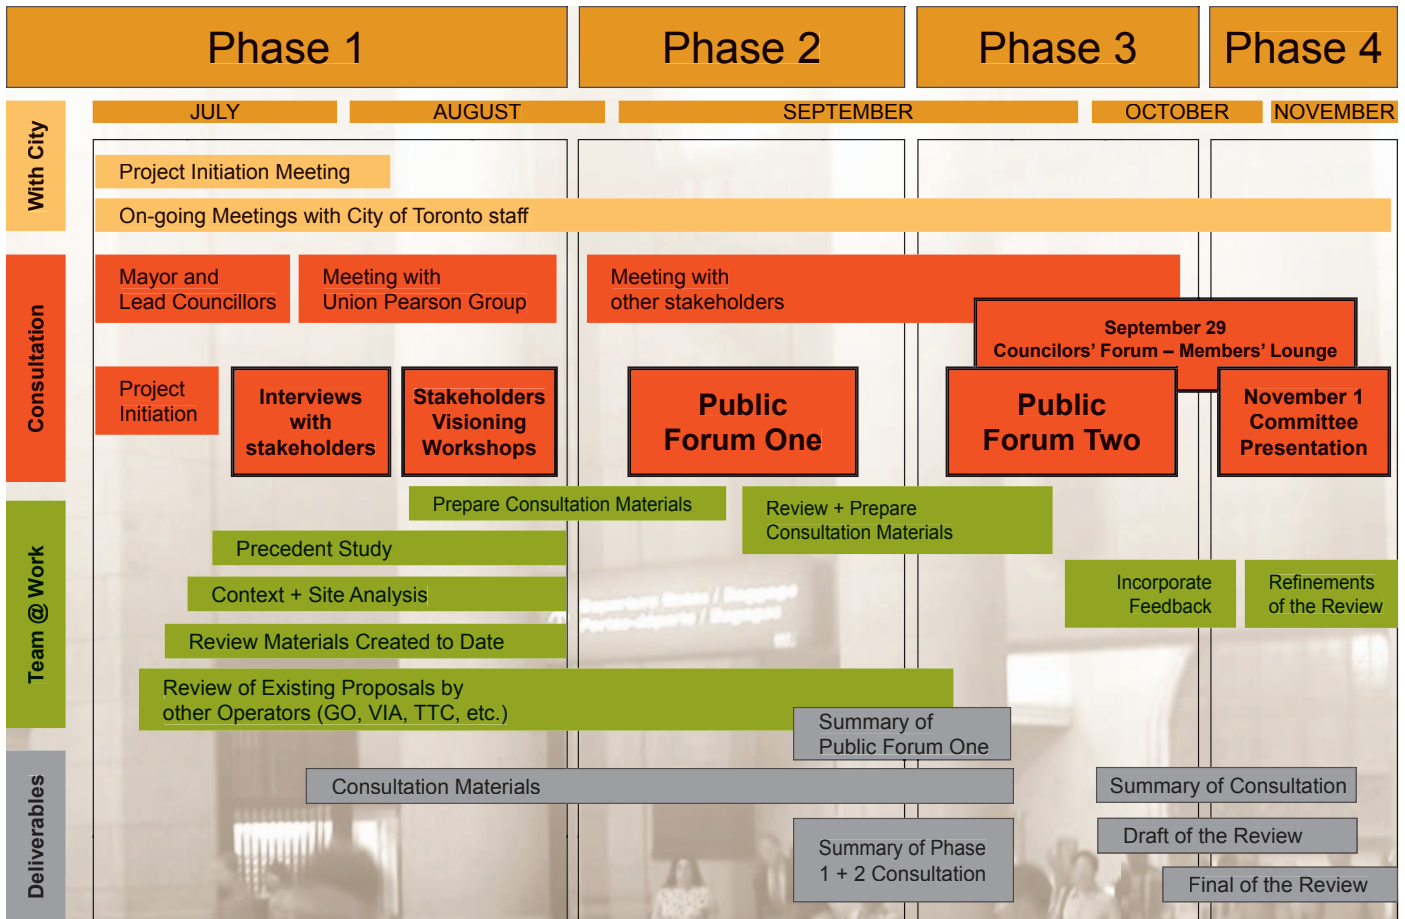 Phase 1
Phase 2
Phase 3
Phase 4
JULY
AUGUST
SEPTEMBER
OCTOBER
NOVEMBER
With City
Project Initiation Meeting
On-going Meetings with City of Toronto staff
Consultation
Mayor and
Lead Councillors
Meeting with
Union Pearson Group
Meeting with
other stakeholders
September 29
Councilors' Forum – Members' Lounge
Project
Initiation
Interviews
with
stakeholders
Stakeholders
Visioning
Workshops
Public
Forum One
Public
Forum Two
November 1
Committee
Presentation
Team @ Work
Prepare Consultation Materials
Review + Prepare
Consultation Materials
Precedent Study
Context + Site Analysis
Incorporate
Feedback
Refinements
of the Review
Review Materials Created to Date
Review of Existing Proposals by
other Operators (GO, VIA, TTC, etc.)
Deliverables
Summary of
Public Forum One
Consultation Materials
Summary of Consultation
Summary of Phase
1 + 2 Consultation
Draft of the Review
Final of the Review